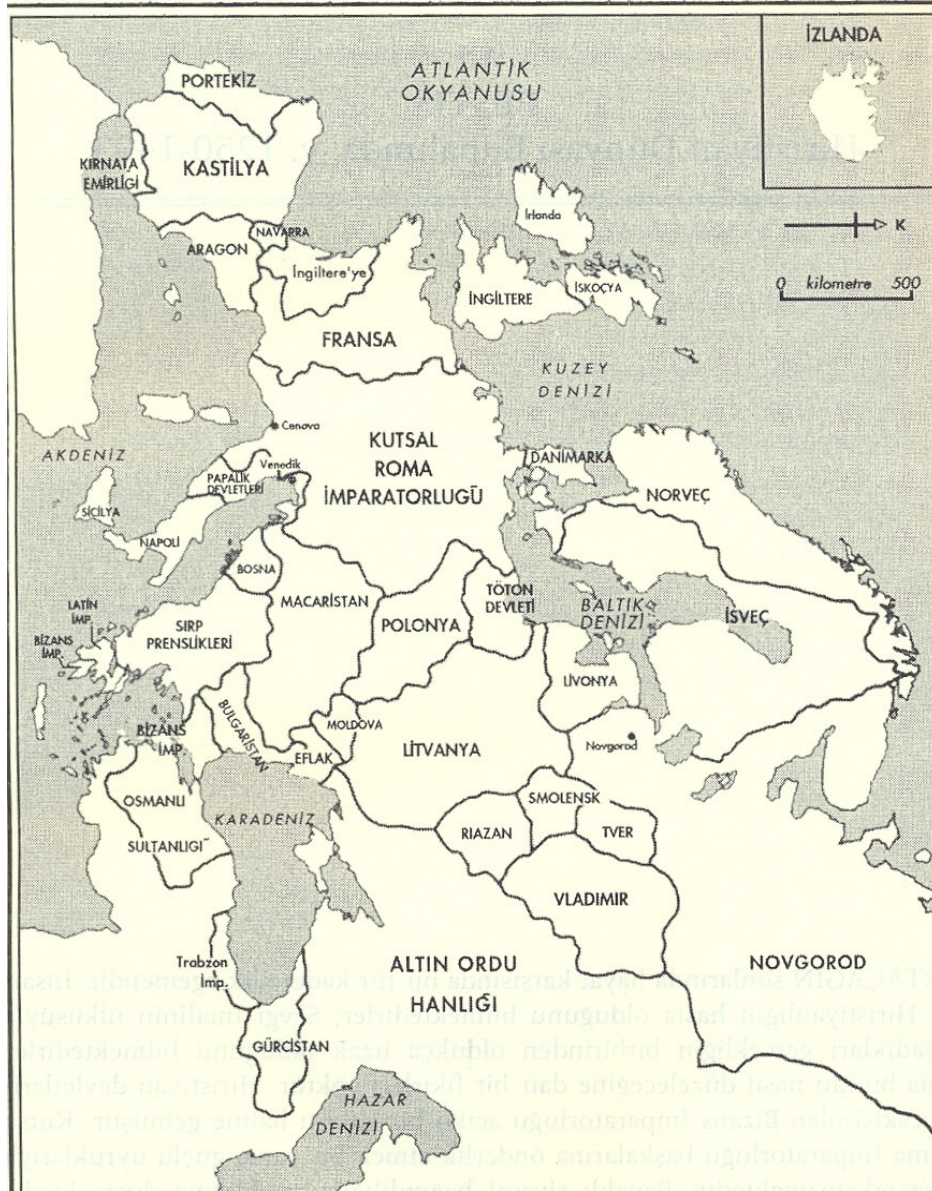 İZLANDA
PORTEKİZ
ATLANTİK
OKYANUSU
KIRNATA
EMİRLİGİ
KASTİLYA
İrlanda
NAVARRA
K
ARAGON
İngiltere'ye
İNGİLTERE
İSKOÇYA
0 kilometre 500
FRANSA
KUZEY
DENİZİ
Cenova
AKDENİZ
KUTSAL
ROMA
İMPARATORLUGŬ
Venedik
PAPALIK
DEVLETLERİ
DANİMARKA
NORVEÇ
SİCİLYA
NAPOLİ
BOSNA
MACARİSTAN
TÖTON
DEVLETİ
BALTIK
DENİZİ
İSVEÇ
LATİN
İMP.
BİZANS
İMP.
SIRP
PRENSLİKLERİ
POLONYA
LİVONYA
BULGARİSTAN
MOLDOVA
BİZANS
İMP.
EFLAK
LİTVANYA
Novgorod
OSMANLI
SULTANLIGI
KARADENİZ
SMOLENSK
RIAZAN
TVER
VLADIMIR
Trabzon
İmp.
ALTIN ORDU
HANLIĞI
NOVGOROD
GÜRCİSTAN
HAZAR
DENİZİ